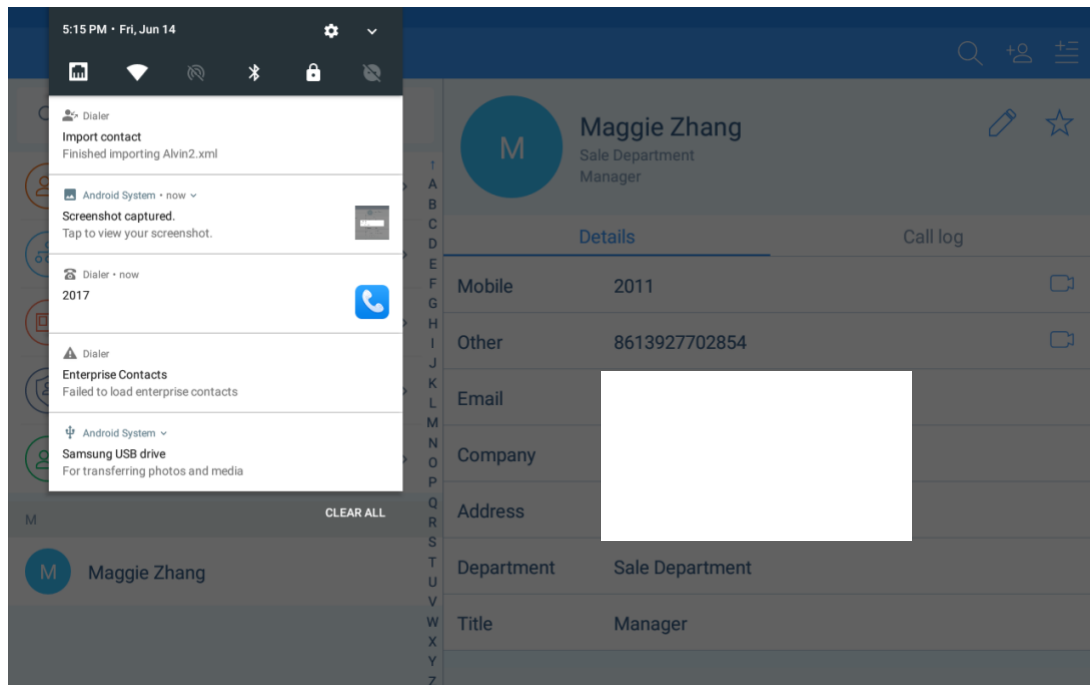 5:15 PM • Fri, Jun 14
Dialer
Import contact
Finished importing Alvin2.xml
Android System • now
Screenshot captured.
Tap to view your screenshot.
Dialer • now
2017
Dialer
Enterprise Contacts
Failed to load enterprise contacts
Android System
Samsung USB drive
For transferring photos and media
CLEAR ALL
M
M
Maggie Zhang
↑
A
B
C
D
E
F
G
H
I
J
K
L
M
N
O
P
Q
R
S
T
U
V
W
X
Y
Z
M
Maggie Zhang
Sale Department
Manager
Details Call log
Mobile 2011
Other 8613927702854
Email
Company
Address
Department Sale Department
Title Manager